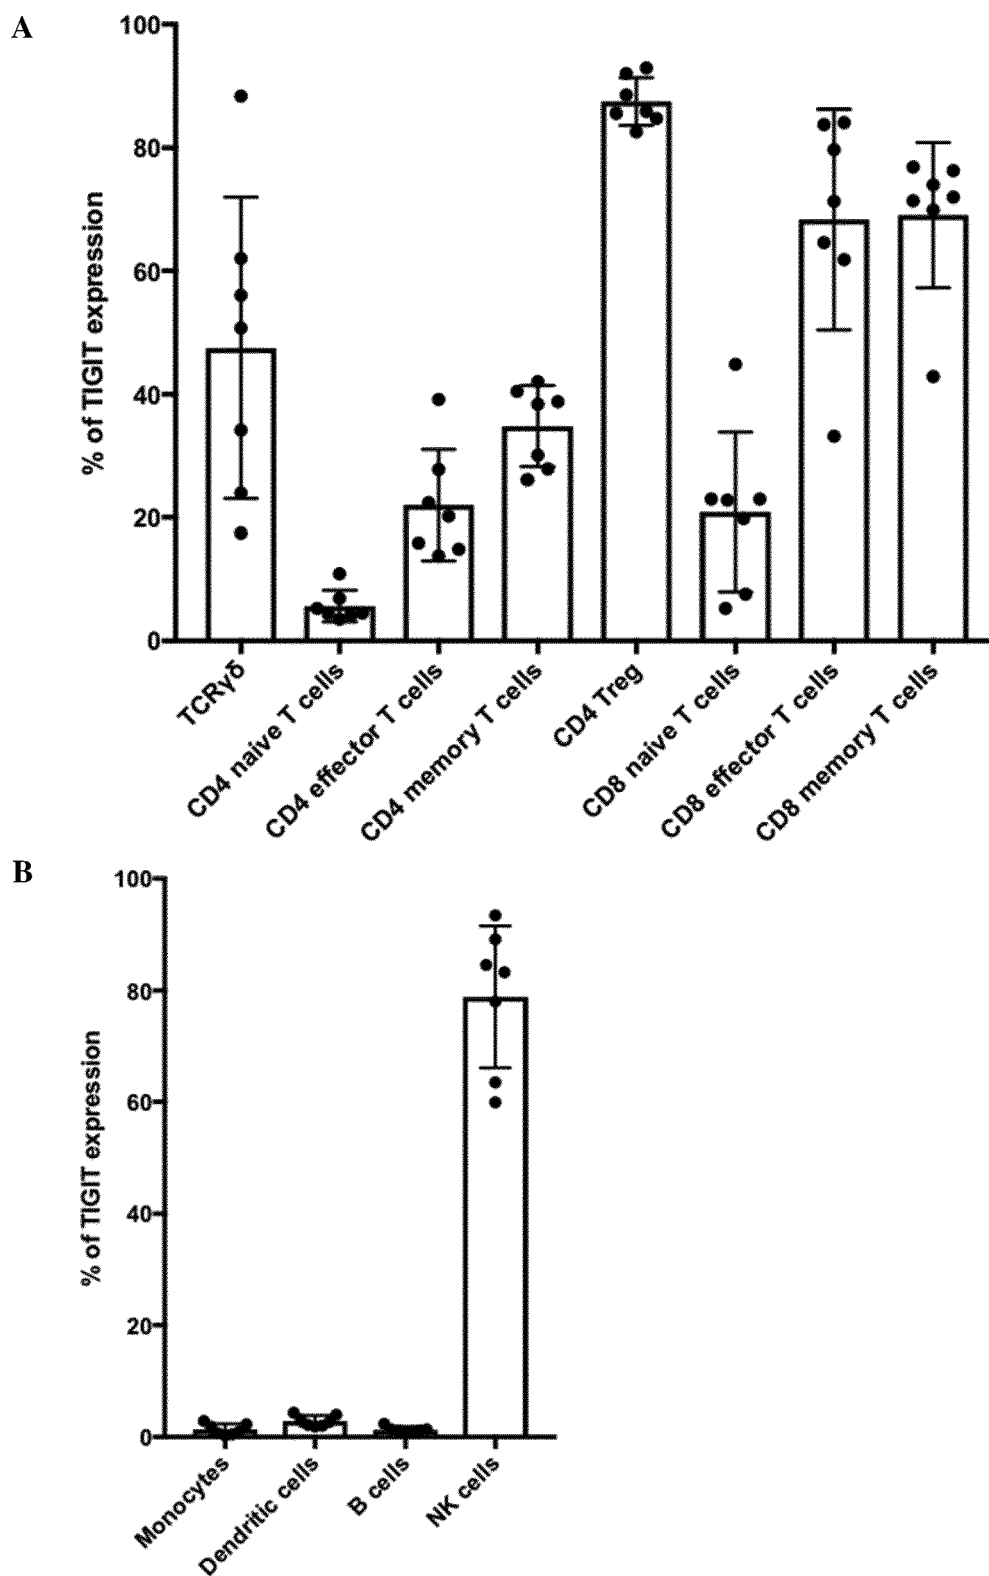 A
100
80
60
40
20
0
% of TIGIT expression
TCRγδ
CD4 naive T cells
CD4 effector T cells
CD4 memory T cells
CD4 Treg
CD8 naive T cells
CD8 effector T cells
CD8 memory T cells
B
100
80
60
40
20
0
% of TIGIT expression
Monocytes
Dendritic cells
B cells
NK cells